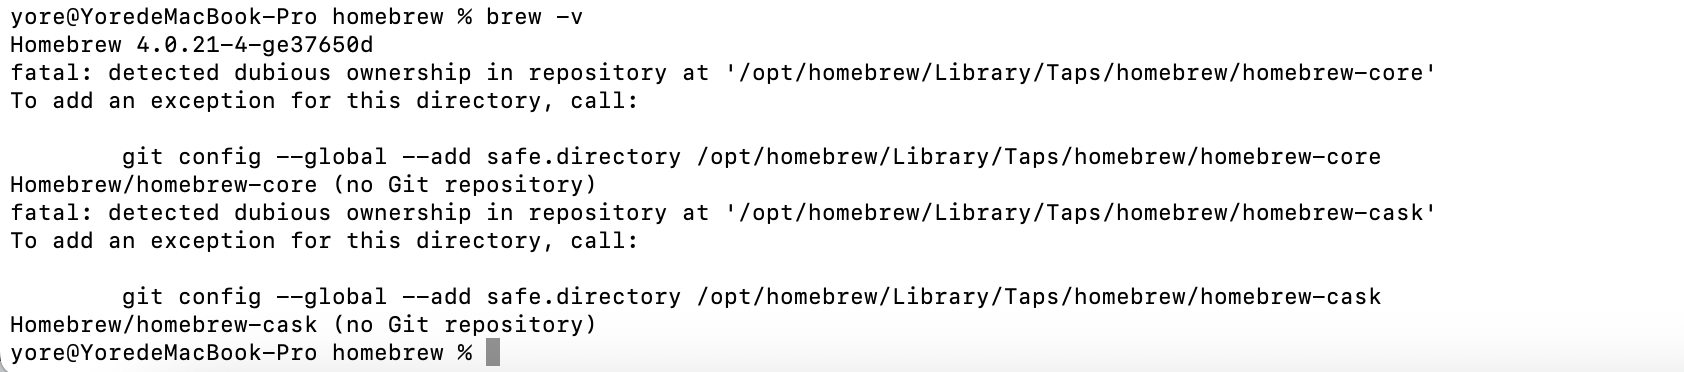 yore@YoredeMacBook-Pro homebrew % brew -v
Homebrew 4.0.21-4-ge37650d
fatal: detected dubious ownership in repository at '/opt/homebrew/Library/Taps/homebrew/homebrew-core'
To add an exception for this directory, call:
git config --global --add safe.directory /opt/homebrew/Library/Taps/homebrew/homebrew-core
Homebrew/homebrew-core (no Git repository)
fatal: detected dubious ownership in repository at '/opt/homebrew/Library/Taps/homebrew/homebrew-cask'
To add an exception for this directory, call:
git config --global --add safe.directory /opt/homebrew/Library/Taps/homebrew/homebrew-cask
Homebrew/homebrew-cask (no Git repository)
yore@YoredeMacBook-Pro homebrew %